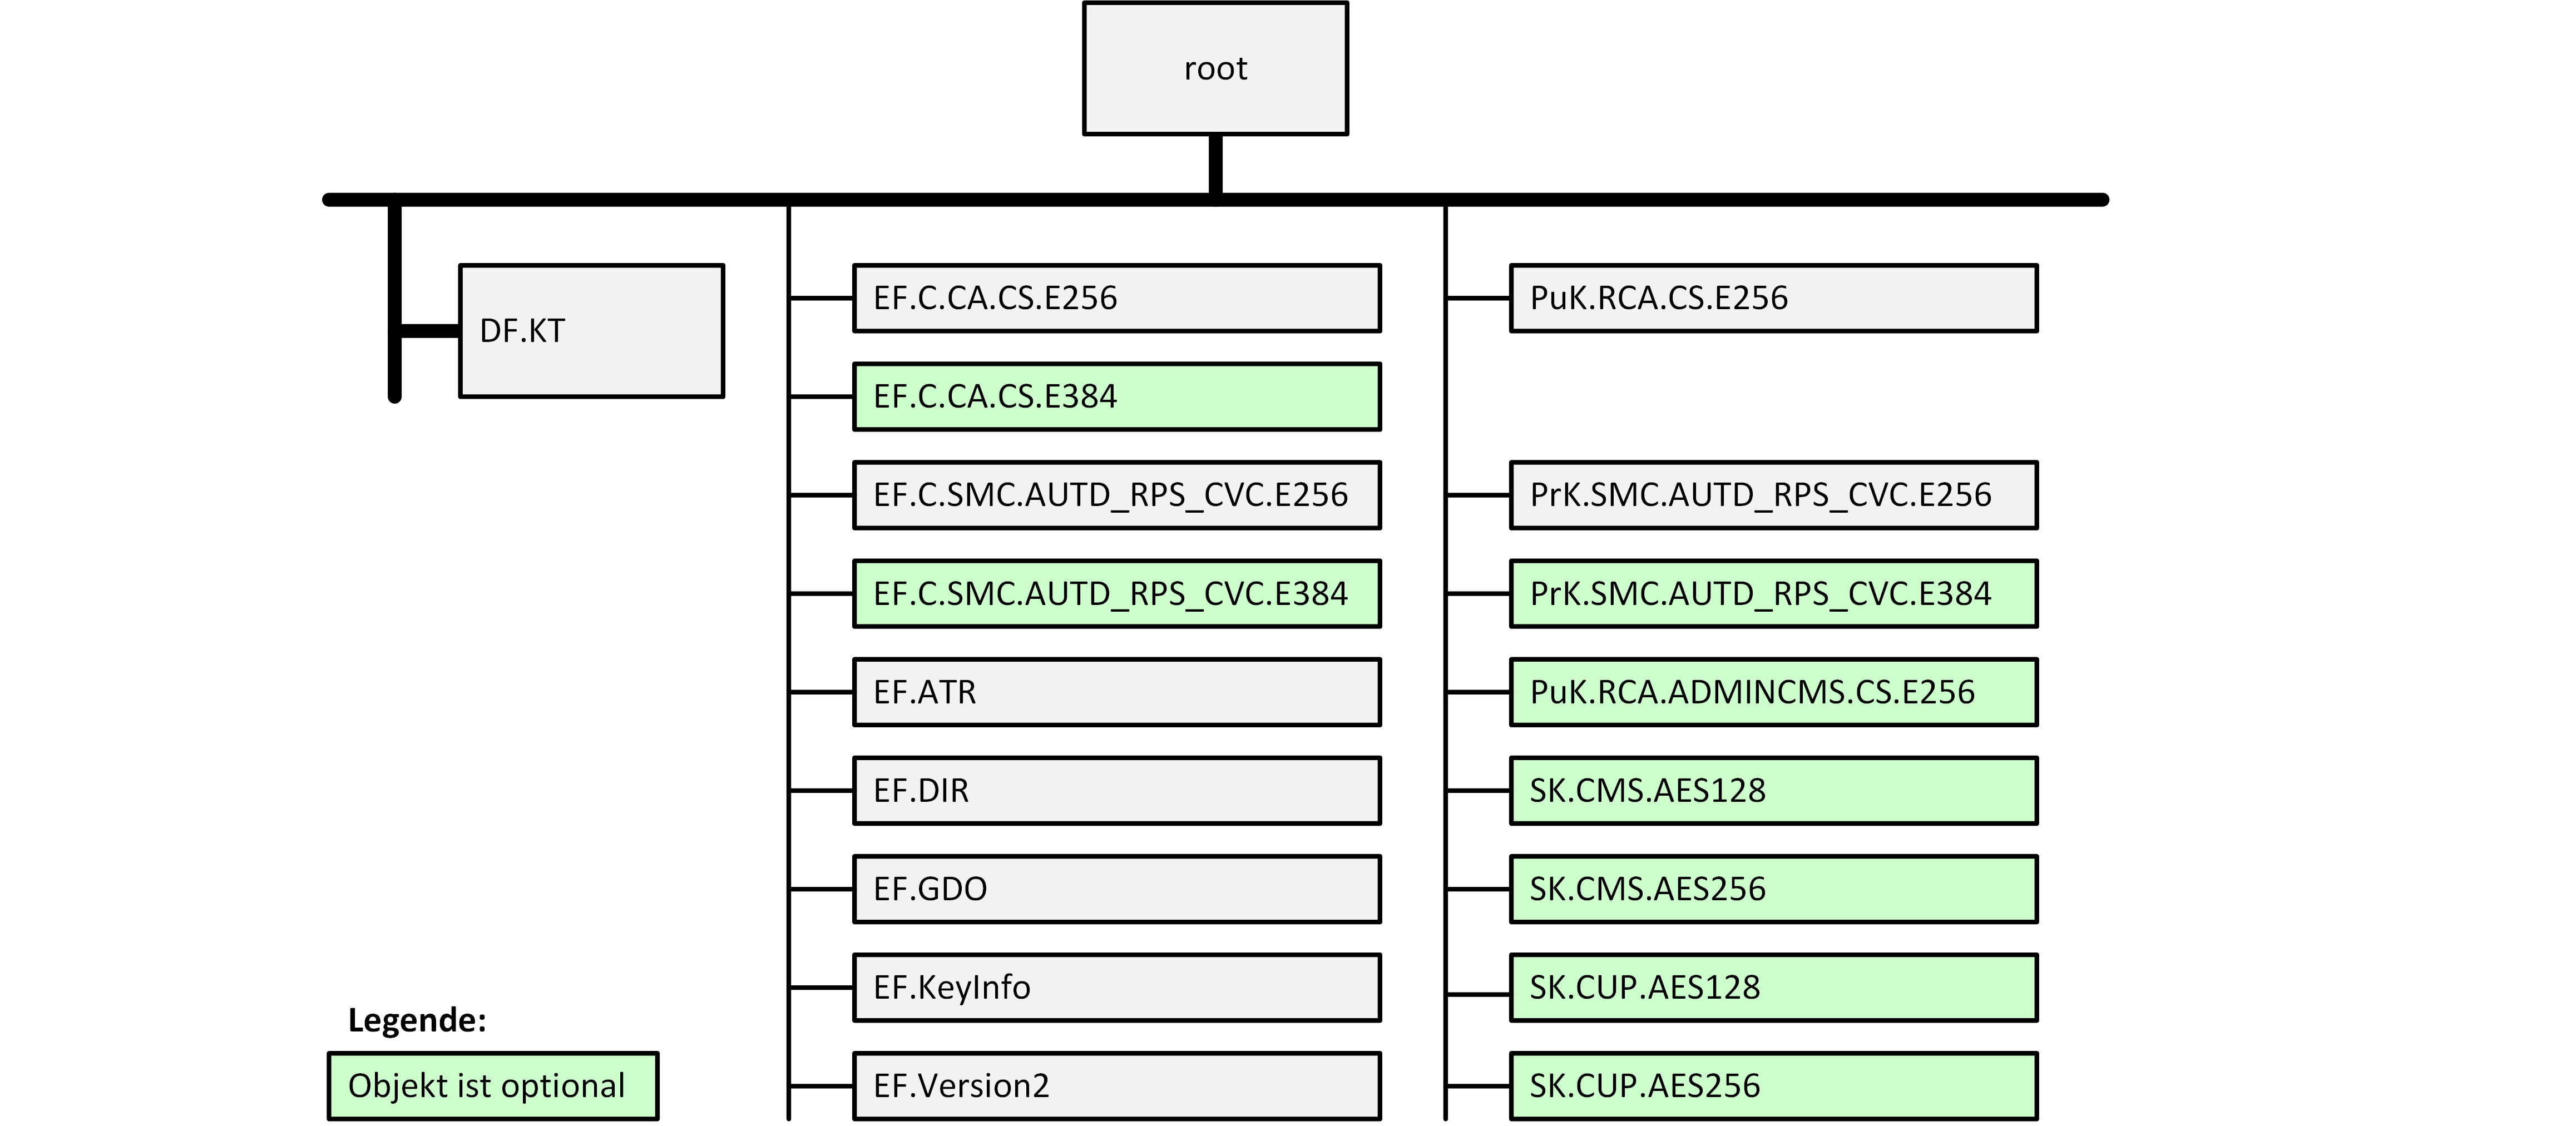 root
DF.KT
EF.C.CA.CS.E256
EF.C.CA.CS.E384
EF.C.SMC.AUTD_RPS_CVC.E256
EF.C.SMC.AUTD_RPS_CVC.E384
EF.ATR
EF.DIR
EF.GDO
EF.KeyInfo
EF.Version2
PuK.RCA.CS.E256
PrK.SMC.AUTD_RPS_CVC.E256
PrK.SMC.AUTD_RPS_CVC.E384
PuK.RCA.ADMINCMS.CS.E256
SK.CMS.AES128
SK.CMS.AES256
SK.CUP.AES128
SK.CUP.AES256
Legende:
Objekt ist optional